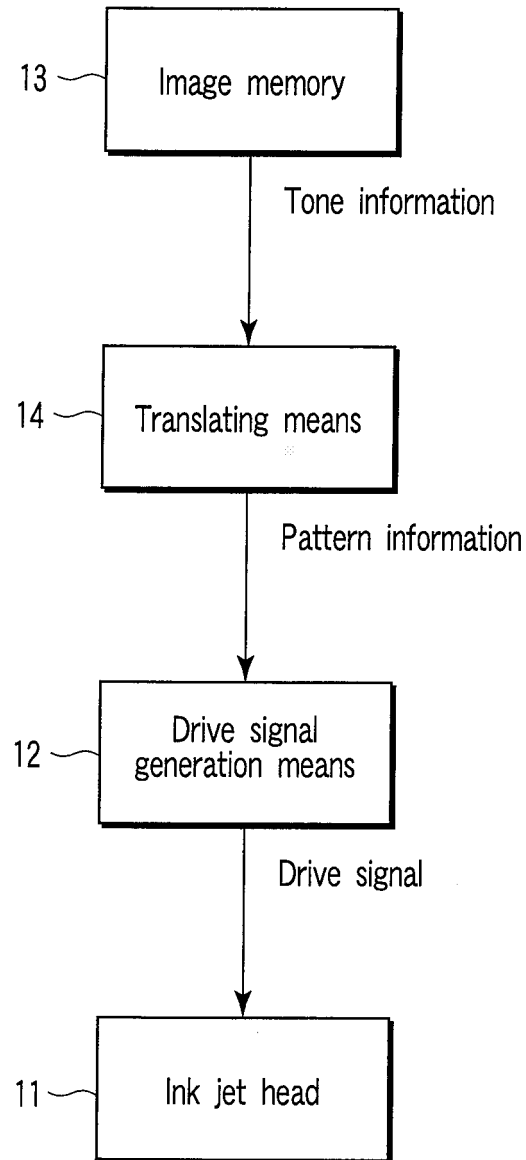 13
Image memory
Tone information
14
Translating means
Pattern information
12
Drive signal
generation means
Drive signal
11
Ink jet head